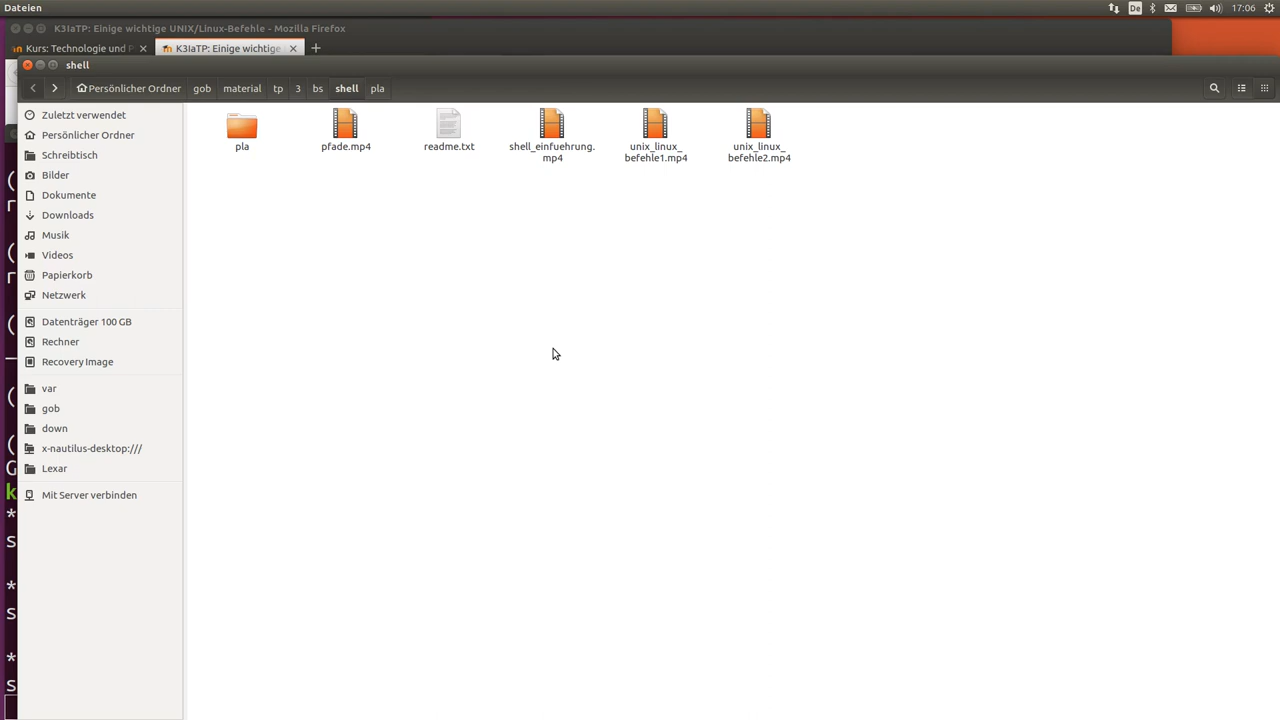 Dateien
De
17:06
K3IaTP: Einige wichtige UNIX/Linux-Befehle - Mozilla Firefox
Kurs: Technologie und P
K3IaTP: Einige wichtige
shell
Persönlicher Ordner
gob
material
tp
3
bs
shell
pla
Zuletzt verwendet
Persönlicher Ordner
Schreibtisch
Bilder
Dokumente
Downloads
Musik
Videos
Papierkorb
Netzwerk
Datenträger 100 GB
Rechner
Recovery Image
var
gob
down
x-nautilus-desktop:///
Lexar
Mit Server verbinden
pla
pfade.mp4
readme.txt
shell_einfuehrung.
mp4
unix_linux_
befehle1.mp4
unix_linux_
befehle2.mp4
(
(
(
(
(
G
k
*
S
*
S
*
S